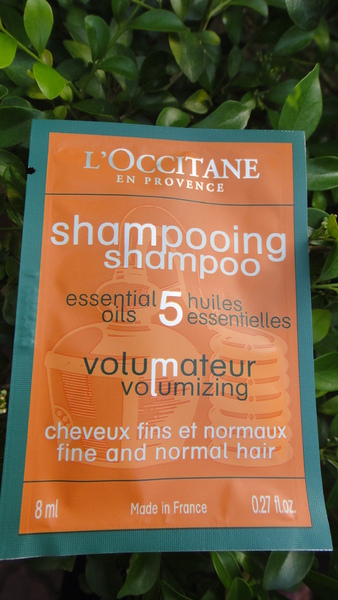 L'OCCITANE
EN PROVENCE
shampooing
shampoo
essential 5 huiles
oils essentielles
volumateur
volumizing
cheveux fins et normaux
fine and normal hair
8 ml Made in France 0.27 fl.oz.